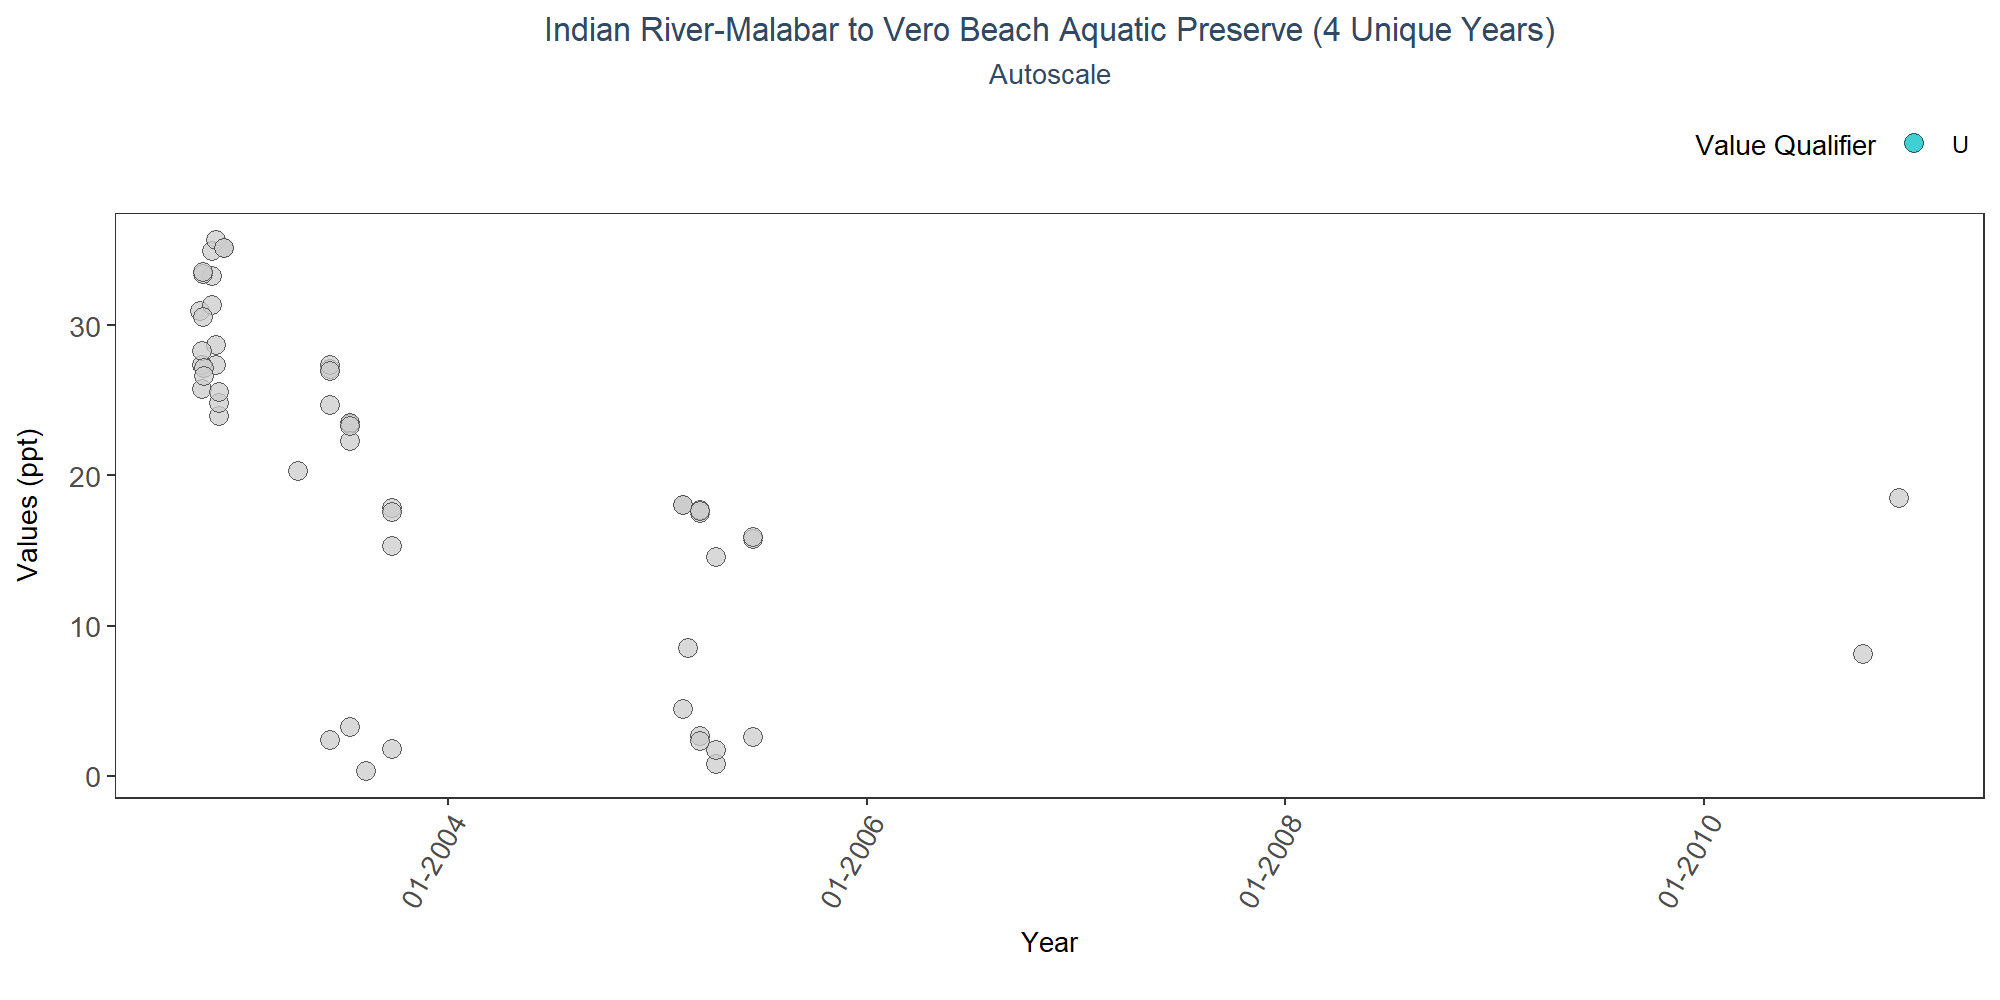 Indian River-Malabar to Vero Beach Aquatic Preserve (4 Unique Years)
Autoscale
Value Qualifier U
Values (ppt)
30
20
10
0
01-2004 01-2006 01-2008 01-2010
Year